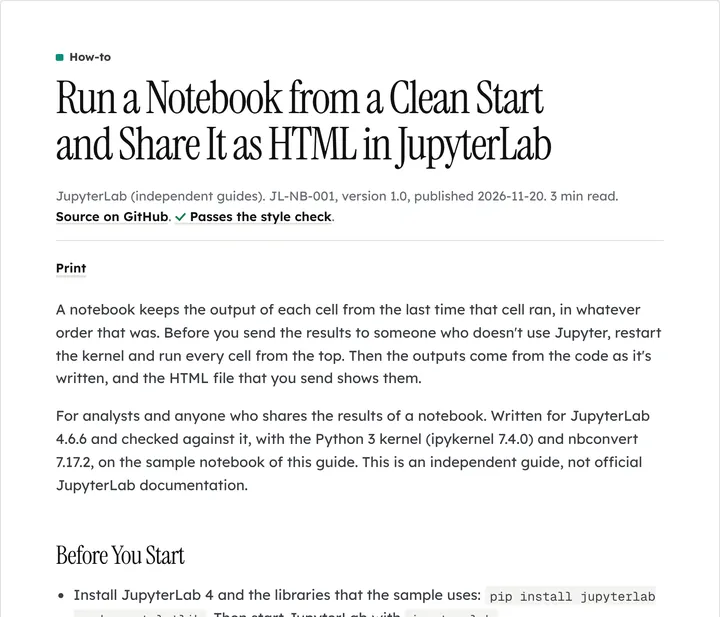 How-to
Run a Notebook from a Clean Start
and Share It as HTML in JupyterLab
JupyterLab (independent guides). JL-NB-001, version 1.0, published 2026-11-20. 3 min read.
Source on GitHub. ✓ Passes the style check.
Print
A notebook keeps the output of each cell from the last time that cell ran, in whatever
order that was. Before you send the results to someone who doesn't use Jupyter, restart
the kernel and run every cell from the top. Then the outputs come from the code as it's
written, and the HTML file that you send shows them.
For analysts and anyone who shares the results of a notebook. Written for JupyterLab
4.6.6 and checked against it, with the Python 3 kernel (ipykernel 7.4.0) and nbconvert
7.17.2, on the sample notebook of this guide. This is an independent guide, not official
JupyterLab documentation.
Before You Start
• Install JupyterLab 4 and the libraries that the sample uses: pip install jupyterlab
Then start JupyterLab with